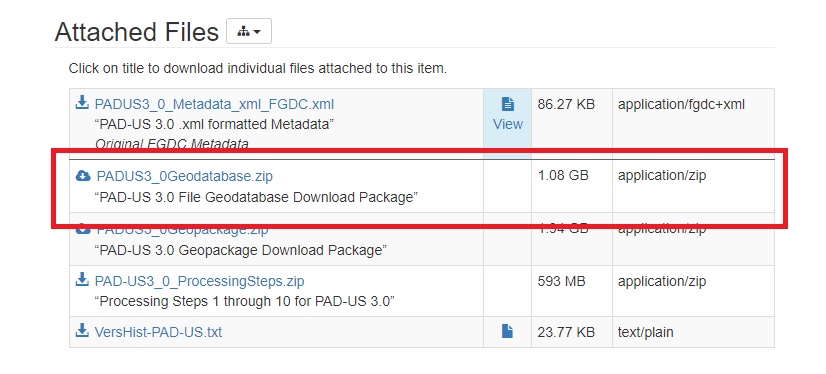 Attached Files
Click on title to download individual files attached to this item.
PADUS3_0_Metadata_xml_FGDC.xml 86.27 KB application/fgdc+xml
“PAD-US 3.0 .xml formatted Metadata” View
Original FGDC Metadata
PADUS3_0Geodatabase.zip 1.08 GB application/zip
“PAD-US 3.0 File Geodatabase Download Package”
PADUS3_0Geopackage.zip 1.94 GB application/zip
“PAD-US 3.0 Geopackage Download Package”
PAD-US3_0_ProcessingSteps.zip 593 MB application/zip
“Processing Steps 1 through 10 for PAD-US 3.0”
VersHist-PAD-US.txt 23.77 KB text/plain